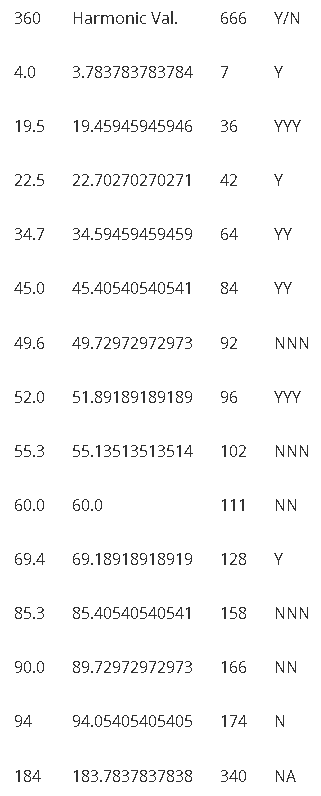 360 Harmonic Val. 666 Y/N
4.0 3.783783783784 7 Y
19.5 19.45945945946 36 YYY
22.5 22.70270270271 42 Y
34.7 34.59459459459 64 YY
45.0 45.40540540541 84 YY
49.6 49.72972972973 92 NNN
52.0 51.89189189189 96 YYY
55.3 55.13513513514 102 NNN
60.0 60.0 111 NN
69.4 69.18918918919 128 Y
85.3 85.40540540541 158 NNN
90.0 89.72972972973 166 NN
94 94.05405405405 174 N
184 183.7837837838 340 NA